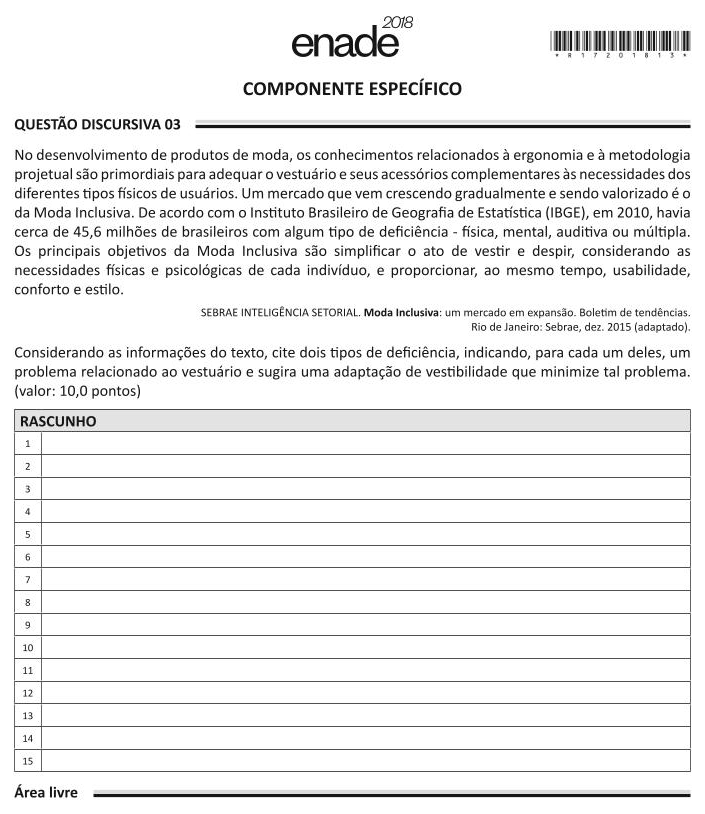 enade 2018
* R 1 7 2 0 1 8 1 3 *
COMPONENTE ESPECÍFICO
QUESTÃO DISCURSIVA 03
No desenvolvimento de produtos de moda, os conhecimentos relacionados à ergonomia e à metodologia
projetual são primordiais para adequar o vestuário e seus acessórios complementares às necessidades dos
diferentes tipos físicos de usuários. Um mercado que vem crescendo gradualmente e sendo valorizado é o
da Moda Inclusiva. De acordo com o Instituto Brasileiro de Geografia de Estatística (IBGE), em 2010, havia
cerca de 45,6 milhões de brasileiros com algum tipo de deficiência - física, mental, auditiva ou múltipla.
Os principais objetivos da Moda Inclusiva são simplificar o ato de vestir e despir, considerando as
necessidades físicas e psicológicas de cada indivíduo, e proporcionar, ao mesmo tempo, usabilidade,
conforto e estilo.
SEBRAE INTELIGÊNCIA SETORIAL. Moda Inclusiva: um mercado em expansão. Boletim de tendências.
Rio de Janeiro: Sebrae, dez. 2015 (adaptado).
Considerando as informações do texto, cite dois tipos de deficiência, indicando, para cada um deles, um
problema relacionado ao vestuário e sugira uma adaptação de vestibilidade que minimize tal problema.
(valor: 10,0 pontos)
RASCUNHO
1
2
3
4
5
6
7
8
9
10
11
12
13
14
15
Área livre